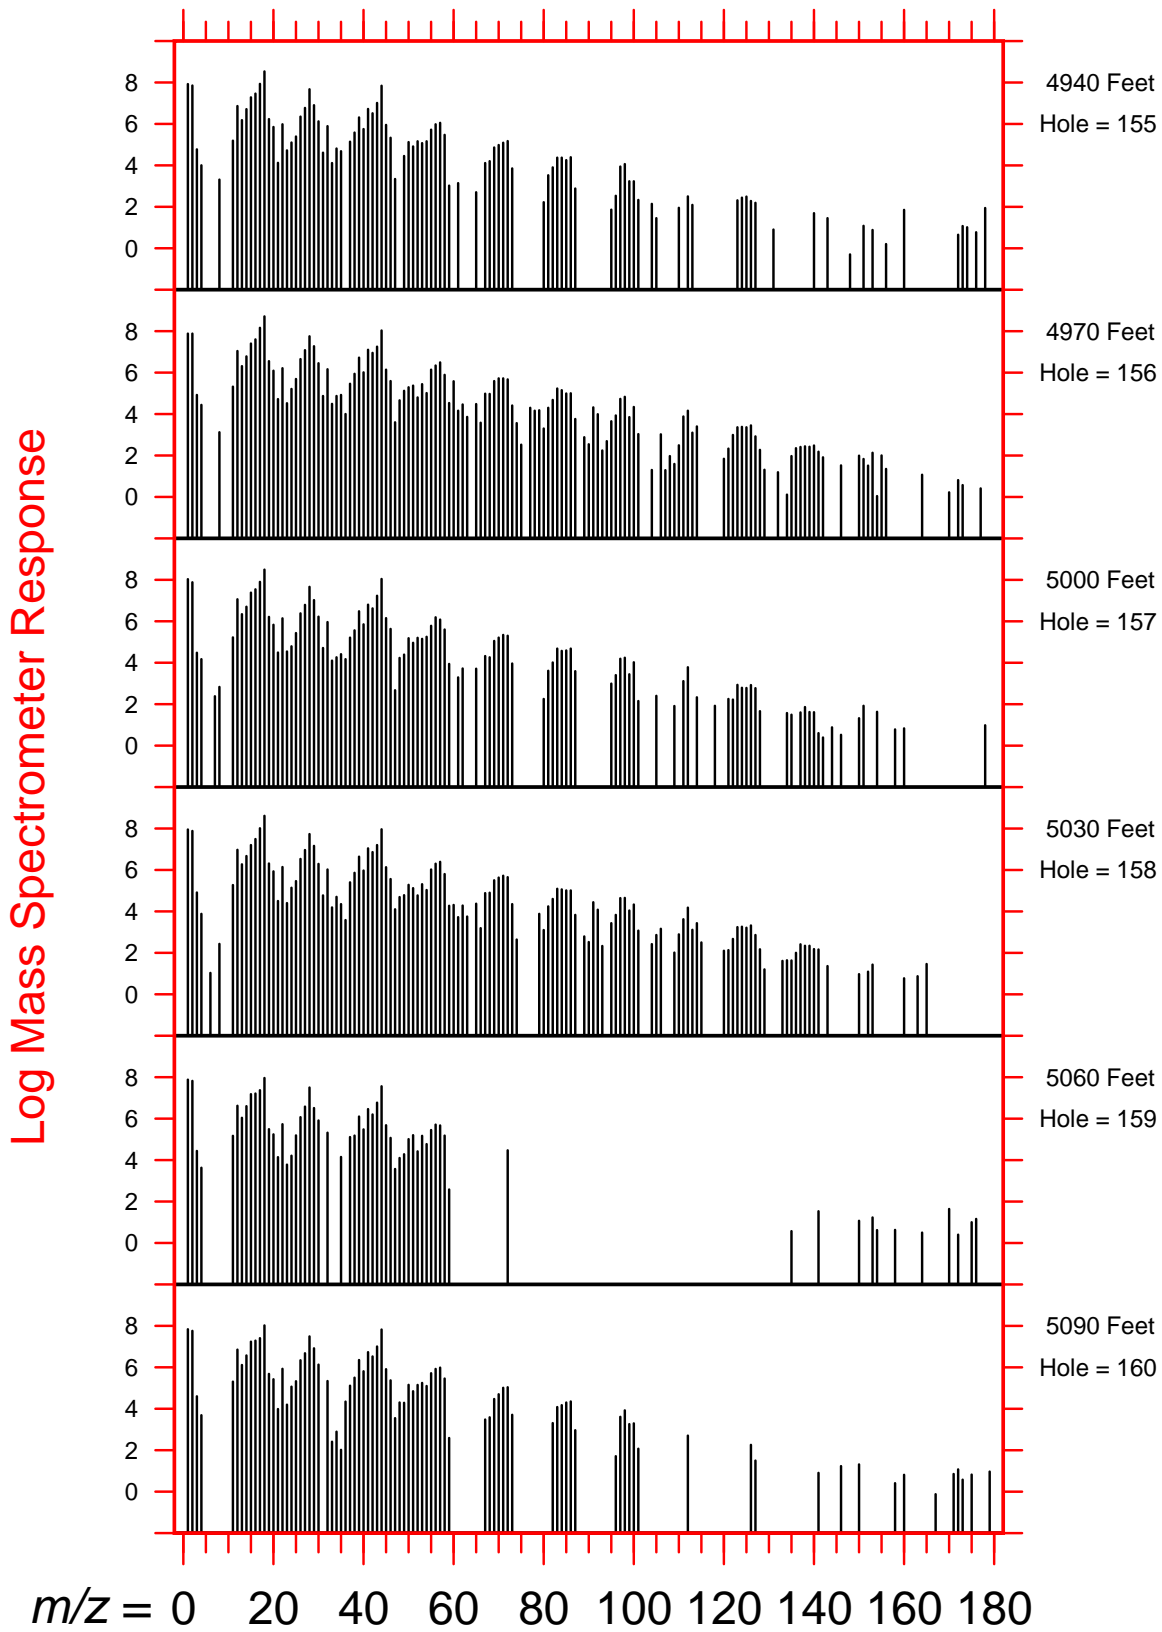 8 4940 Feet
6 Hole = 155
4
2
0
8 4970 Feet
6 Hole = 156
4
2
0
8 5000 Feet
6 Hole = 157
4
2
0
8 5030 Feet
6 Hole = 158
4
2
0
8 5060 Feet
6 Hole = 159
4
2
0
8 5090 Feet
6 Hole = 160
4
2
0
Log Mass Spectrometer Response
m/z = 0 20 40 60 80 100 120 140 160 180